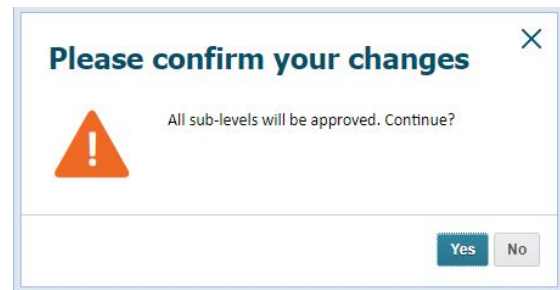 Please confirm your changes
All sub-levels will be approved. Continue?
Yes No